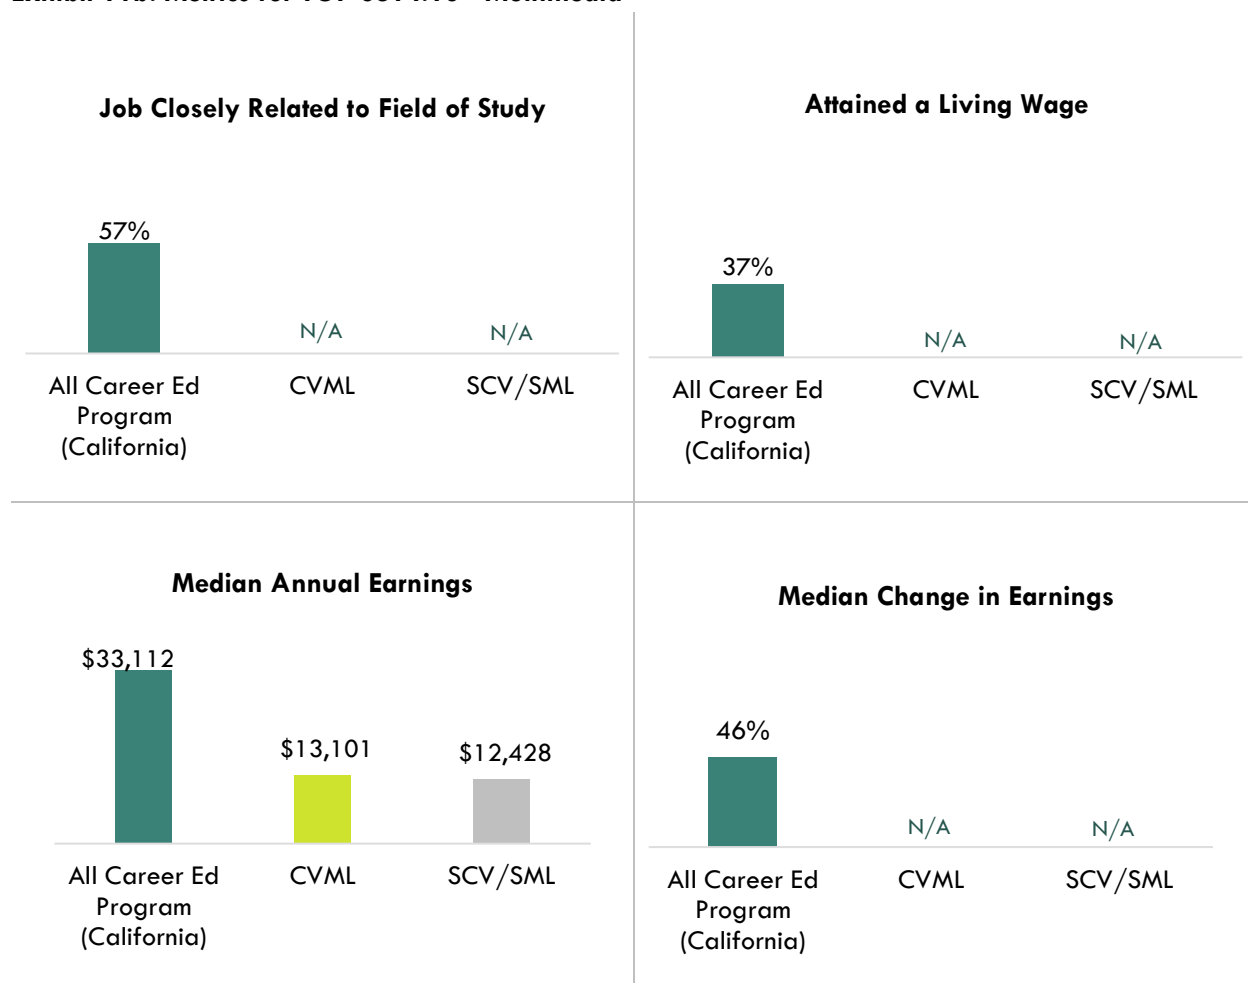 Job Closely Related to Field of Study
57%
N/A
N/A
All Career Ed
Program
(California)
CVML
SCV/SML
Attained a Living Wage
37%
N/A
N/A
All Career Ed
Program
(California)
CVML
SCV/SML
Median Annual Earnings
$33,112
$13,101
$12,428
All Career Ed
Program
(California)
CVML
SCV/SML
Median Change in Earnings
46%
N/A
N/A
All Career Ed
Program
(California)
CVML
SCV/SML